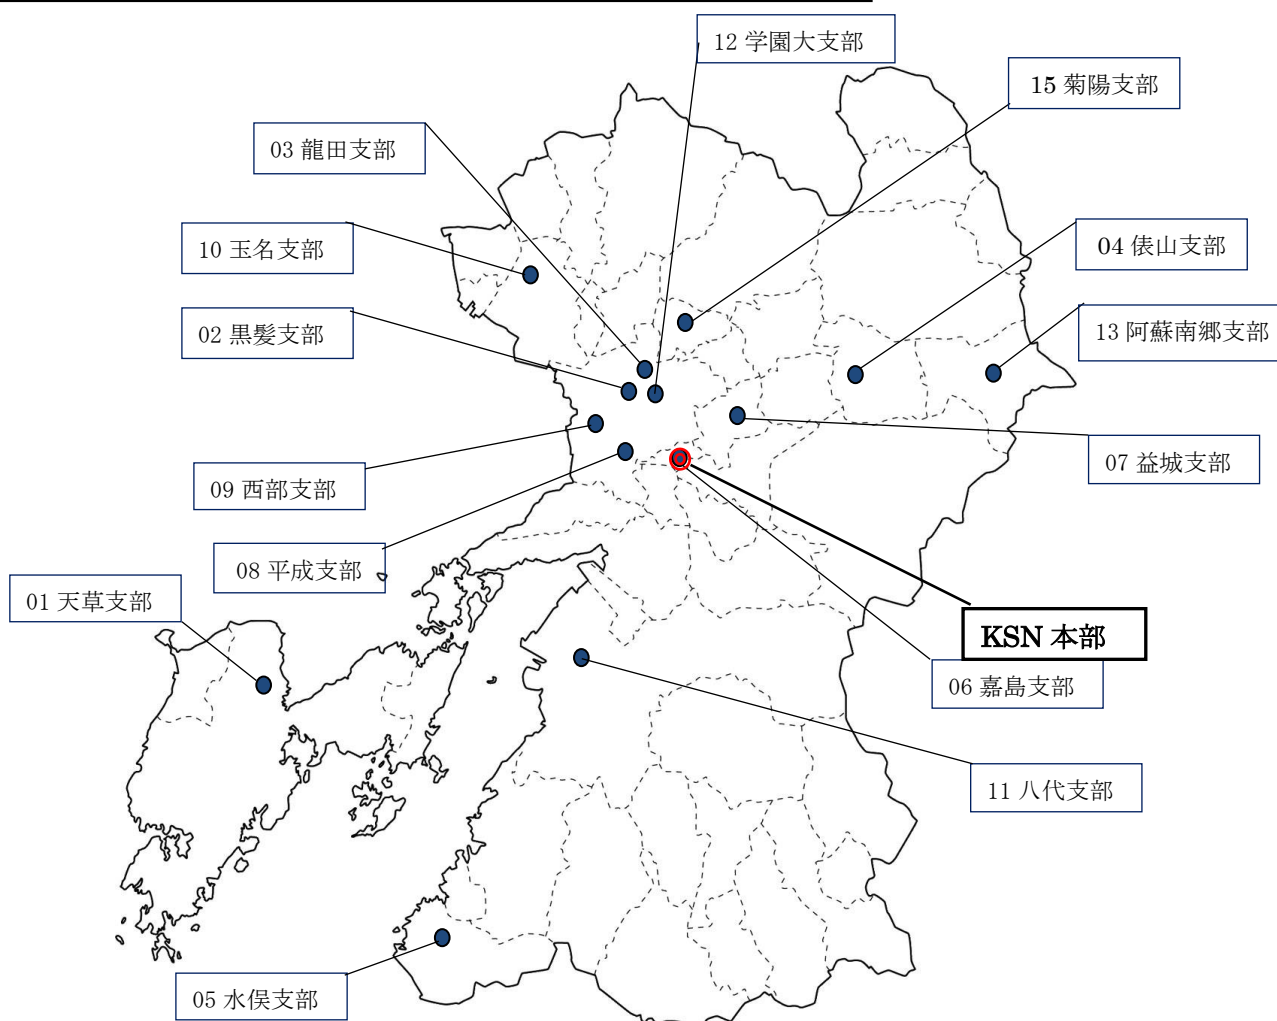 12 学園大支部
15 菊陽支部
03 龍田支部
10 玉名支部
04 俵山支部
02 黒髪支部
13 阿蘇南郷支部
07 益城支部
09 西部支部
08 平成支部
01 天草支部
KSN 本部
06 嘉島支部
11 八代支部
05 水俣支部